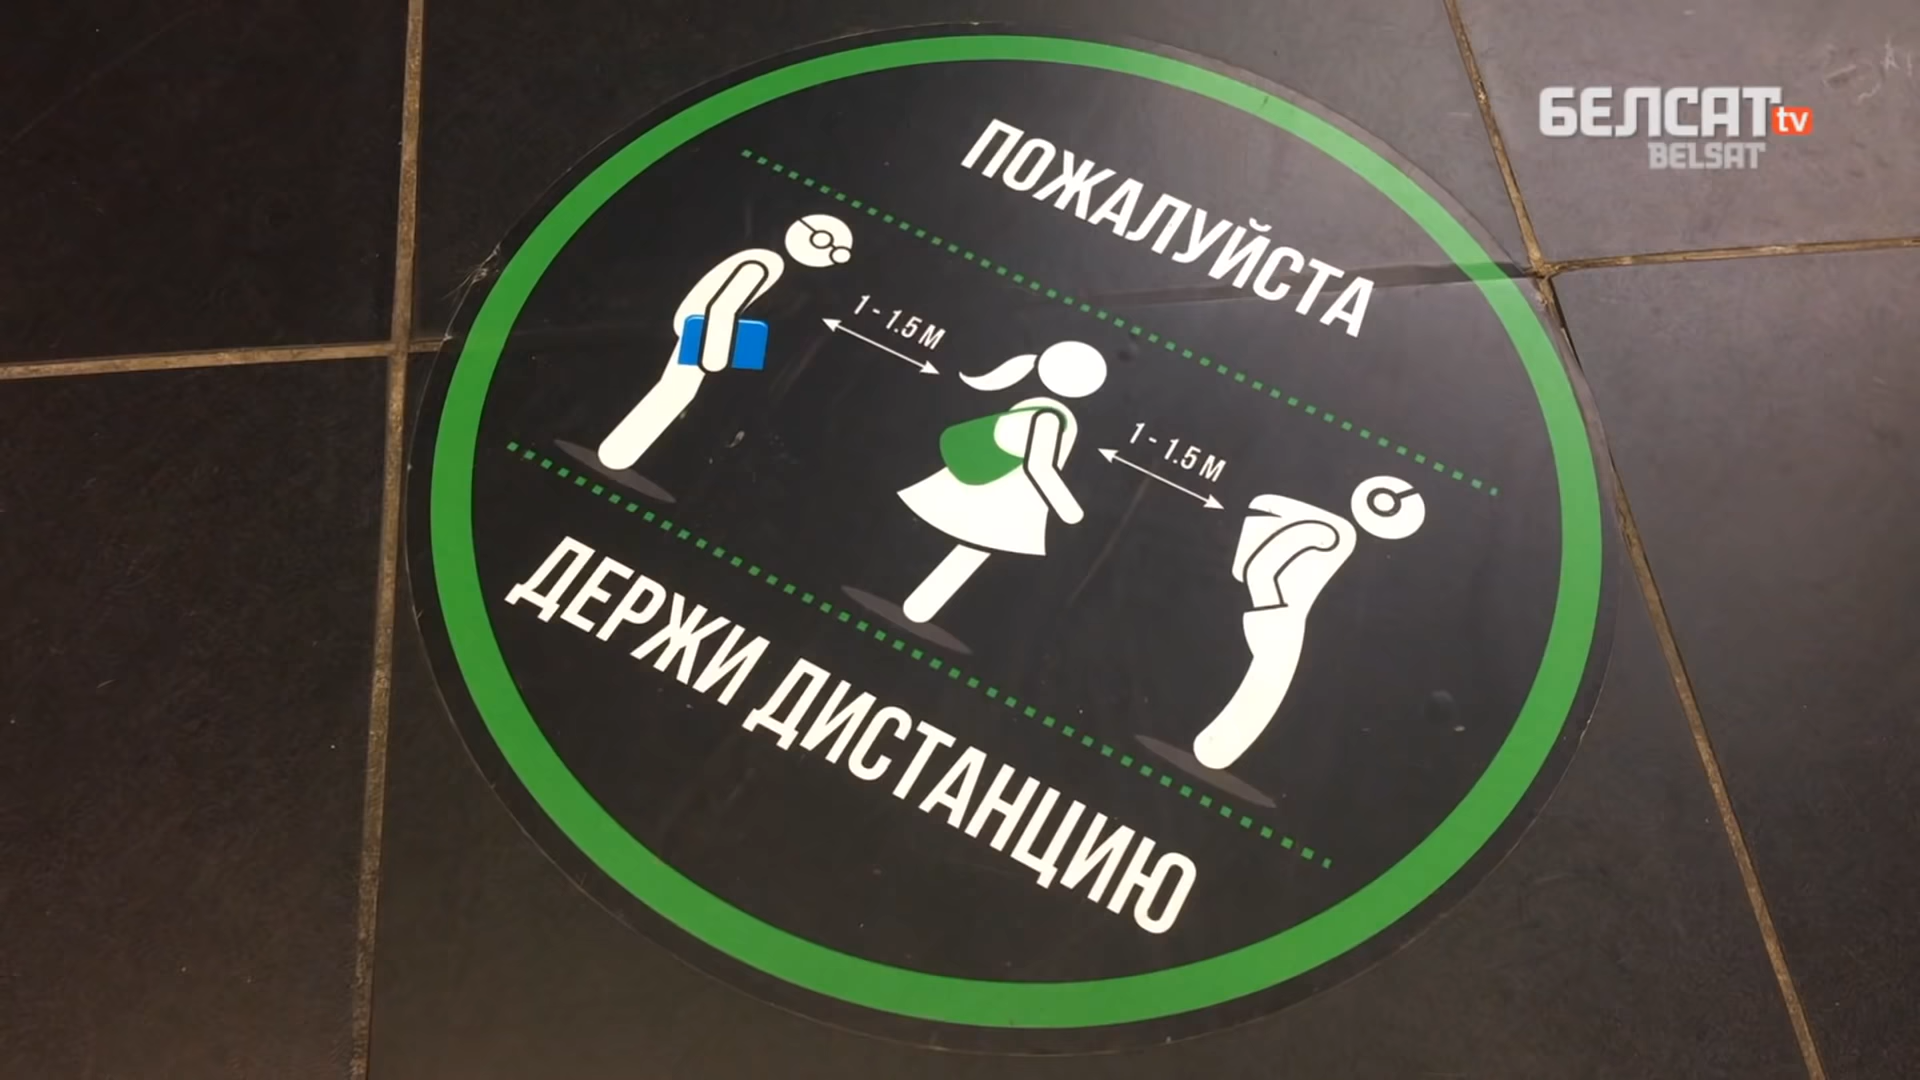 БЕЛСАТ tv
BELSAT
ПОЖАЛУЙСТА
1 - 1.5 М
1 - 1.5 М
ДЕРЖИ ДИСТАНЦИЮ